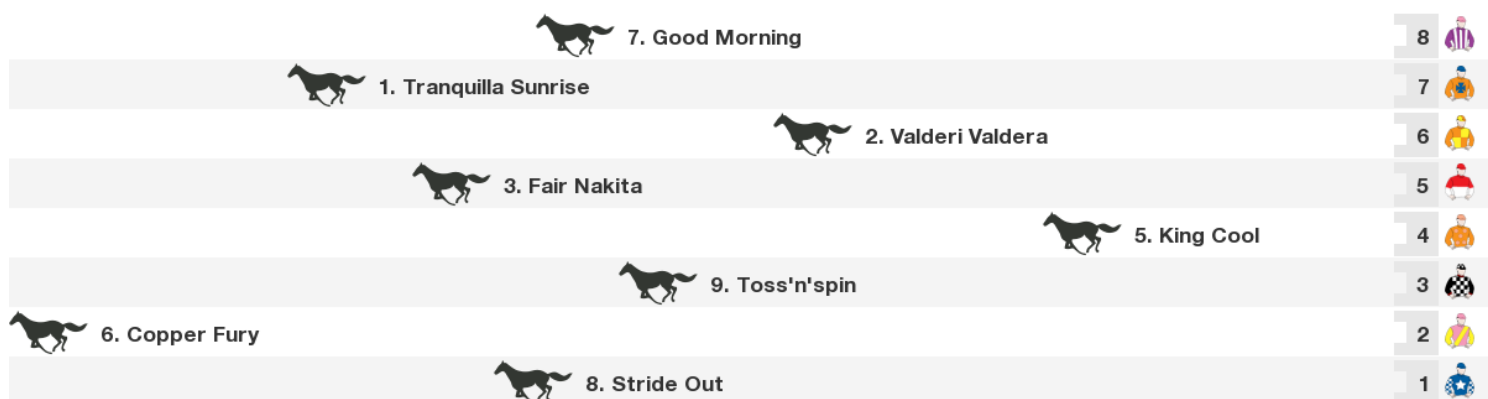 7. Good Morning 8
1. Tranquilla Sunrise 7
2. Valderi Valdera 6
3. Fair Nakita 5
5. King Cool 4
9. Toss'n'spin 3
6. Copper Fury 2
8. Stride Out 1